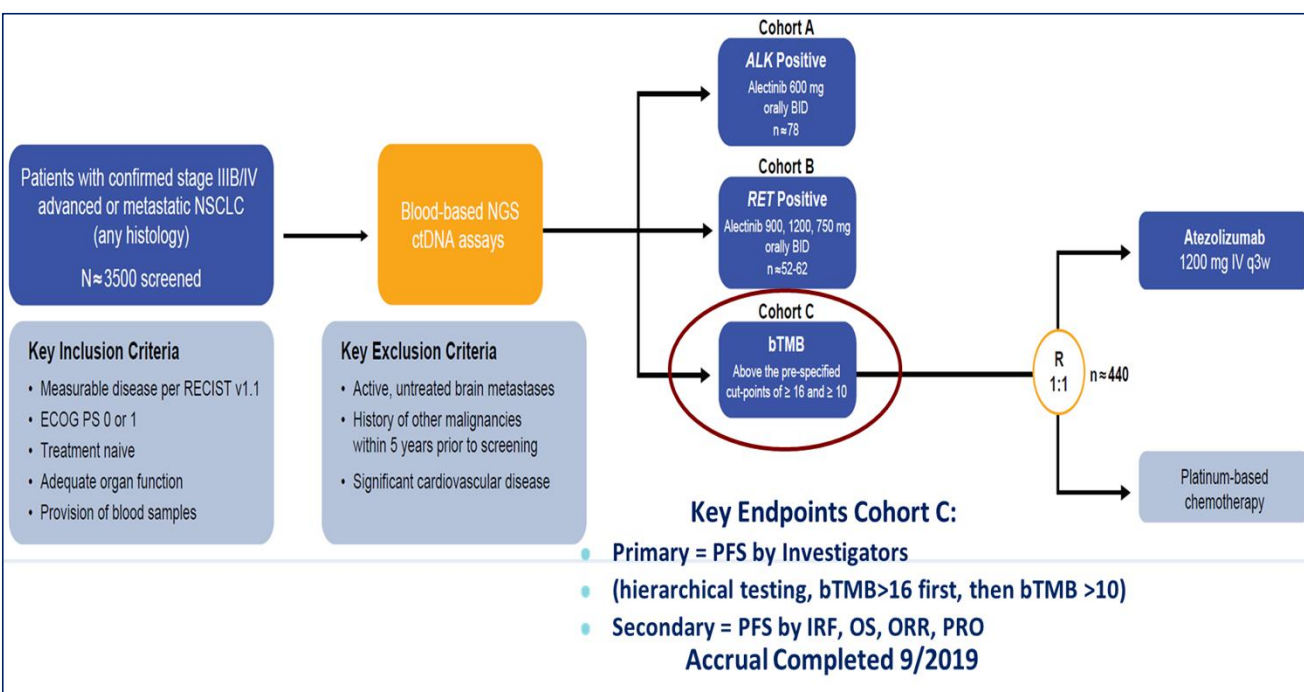 Patients with confirmed stage IIIB/IV
advanced or metastatic NSCLC
(any histology)
N≈3500 screened
Key Inclusion Criteria
• Measurable disease per RECIST v1.1
• ECOG PS 0 or 1
• Treatment naive
• Adequate organ function
• Provision of blood samples
Blood-based NGS
ctDNA assays
Key Exclusion Criteria
• Active, untreated brain metastases
• History of other malignancies
within 5 years prior to screening
• Significant cardiovascular disease
Cohort A
ALK Positive
Alectinib 600 mg
orally BID
n≈78
Cohort B
RET Positive
Alectinib 900, 1200, 750 mg
orally BID
n≈52-62
Cohort C
bTMB
Above the pre-specified
cut-points of ≥ 16 and ≥ 10
R
1:1
n≈440
Atezolizumab
1200 mg IV q3w
Platinum-based
chemotherapy
Key Endpoints Cohort C:
• Primary = PFS by Investigators
• (hierarchical testing, bTMB>16 first, then bTMB >10)
• Secondary = PFS by IRF, OS, ORR, PRO
Accrual Completed 9/2019